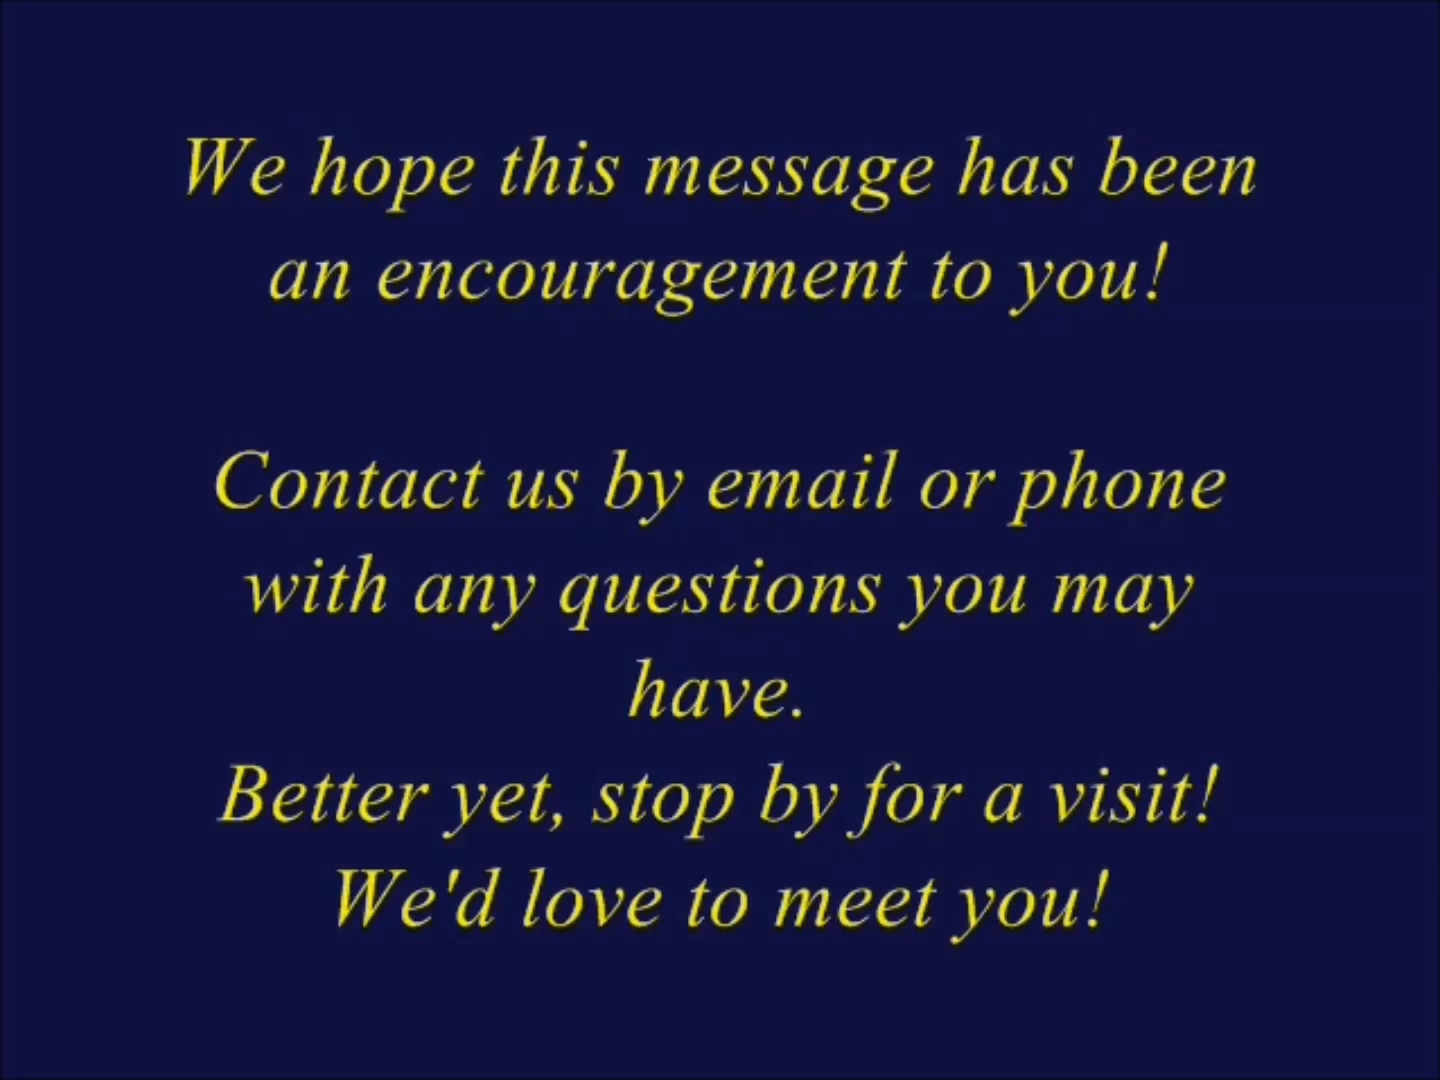 We hope this message has been
an encouragement to you!
Contact us by email or phone
with any questions you may
have.
Better yet, stop by for a visit!
We'd love to meet you!